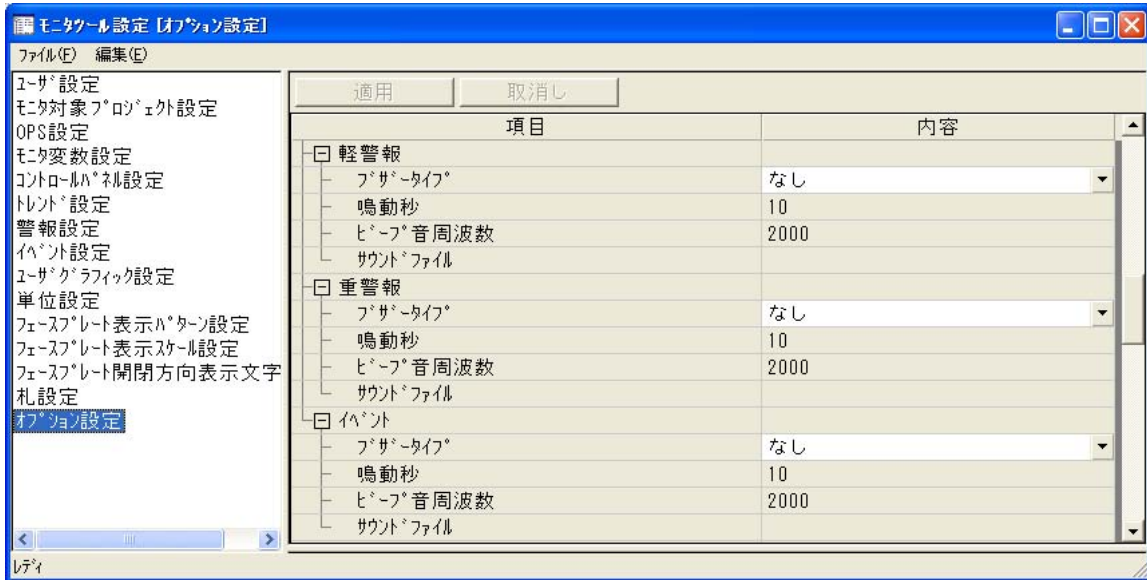 モニタツール設定 [オプション設定]
ファイル(F) 編集(E)
ユーザ設定
モニタ対象プロジェクト設定
OPS設定
モニタ変数設定
コントロールパネル設定
トレンド設定
警報設定
イベント設定
ユーザグラフィック設定
単位設定
フェースプレート表示パターン設定
フェースプレート表示スケール設定
フェースプレート開閉方向表示文字
札設定
オプション設定
適用 取消し
項目 内容
軽警報
ブザータイプ なし
鳴動秒 10
ビープ音周波数 2000
サウンドファイル
重警報
ブザータイプ なし
鳴動秒 10
ビープ音周波数 2000
サウンドファイル
イベント
ブザータイプ なし
鳴動秒 10
ビープ音周波数 2000
サウンドファイル
レディ